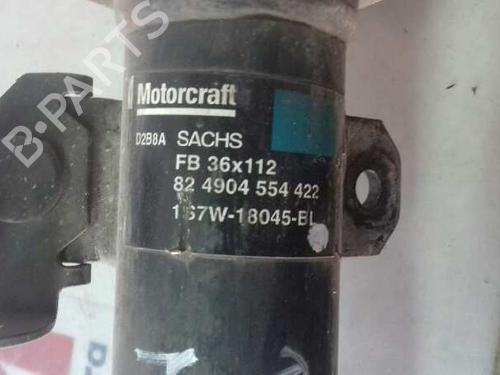 Motorcraft
D2B8A SACHS
FB 36x112
82 4904 554 422
1S7W-18045-BL
B-PARTS